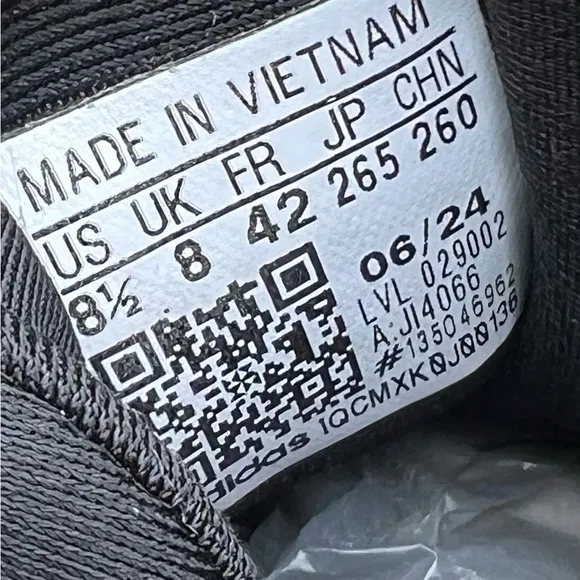 MADE IN VIETNAM
US UK FR JP CHN
8½ 8 42 265 260
06/24
LVL 029002
A:JI4066
#135046962
adidas 1QCMXK0J00136